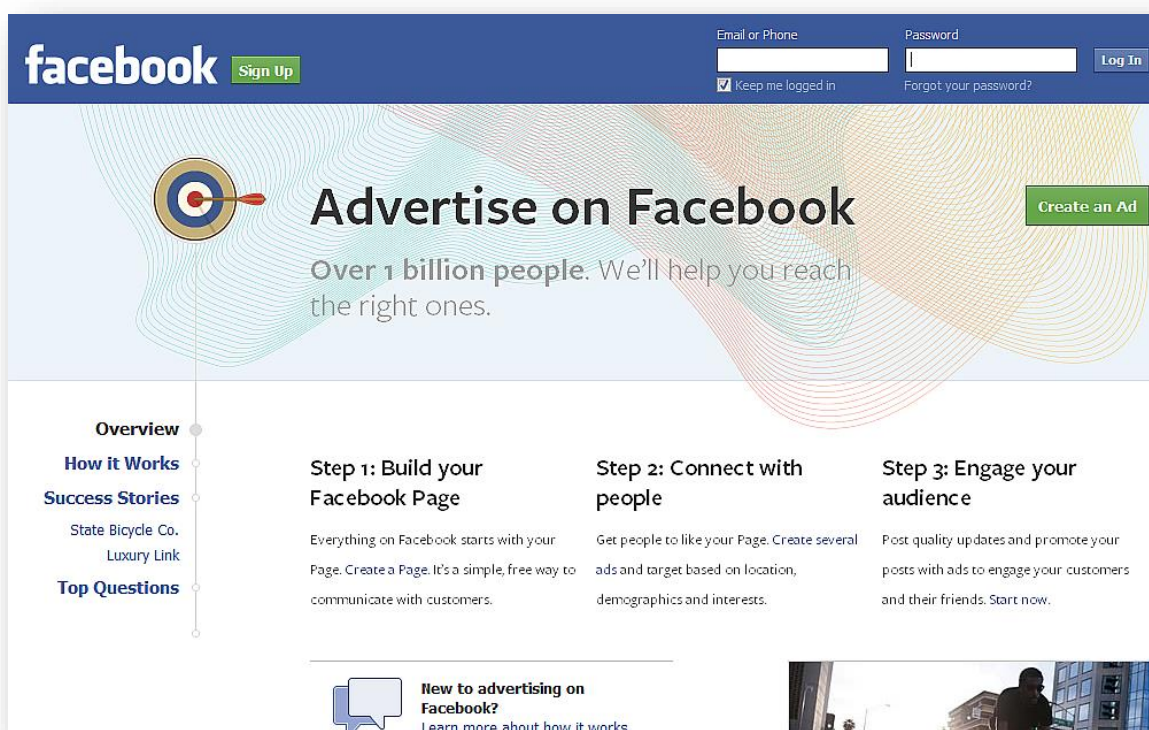 facebook
Sign Up
Email or Phone
Password
Log In
Keep me logged in
Forgot your password?
Advertise on Facebook
Create an Ad
Over 1 billion people. We'll help you reach
the right ones.
Overview
How it Works
Success Stories
State Bicycle Co.
Luxury Link
Top Questions
Step 1: Build your
Facebook Page
Everything on Facebook starts with your
Page. Create a Page. It's a simple, free way to
communicate with customers.
Step 2: Connect with
people
Get people to like your Page. Create several
ads and target based on location,
demographics and interests.
Step 3: Engage your
audience
Post quality updates and promote your
posts with ads to engage your customers
and their friends. Start now.
New to advertising on
Facebook?
Learn more about how it works